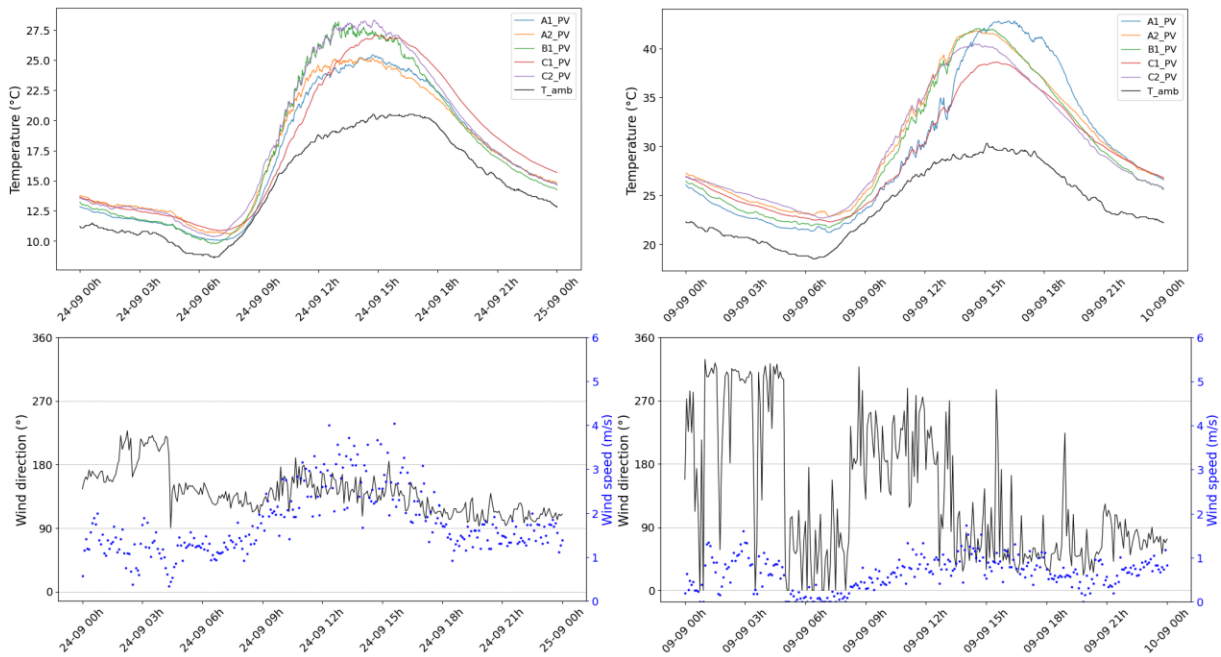 27.5
25.0
22.5
20.0
17.5
15.0
12.5
10.0
Temperature (°C)
A1_PV
A2_PV
B1_PV
C1_PV
C2_PV
T_amb
24-09 00h
24-09 03h
24-09 06h
24-09 09h
24-09 12h
24-09 15h
24-09 18h
24-09 21h
25-09 00h
40
35
30
25
20
Temperature (°C)
A1_PV
A2_PV
B1_PV
C1_PV
C2_PV
T_amb
09-09 00h
09-09 03h
09-09 06h
09-09 09h
09-09 12h
09-09 15h
09-09 18h
09-09 21h
10-09 00h
360
270
180
90
0
Wind direction (°)
6
5
4
3
2
1
0
Wind speed (m/s)
24-09 00h
24-09 03h
24-09 06h
24-09 09h
24-09 12h
24-09 15h
24-09 18h
24-09 21h
25-09 00h
360
270
180
90
0
Wind direction (°)
6
5
4
3
2
1
0
Wind speed (m/s)
09-09 00h
09-09 03h
09-09 06h
09-09 09h
09-09 12h
09-09 15h
09-09 18h
09-09 21h
10-09 00h